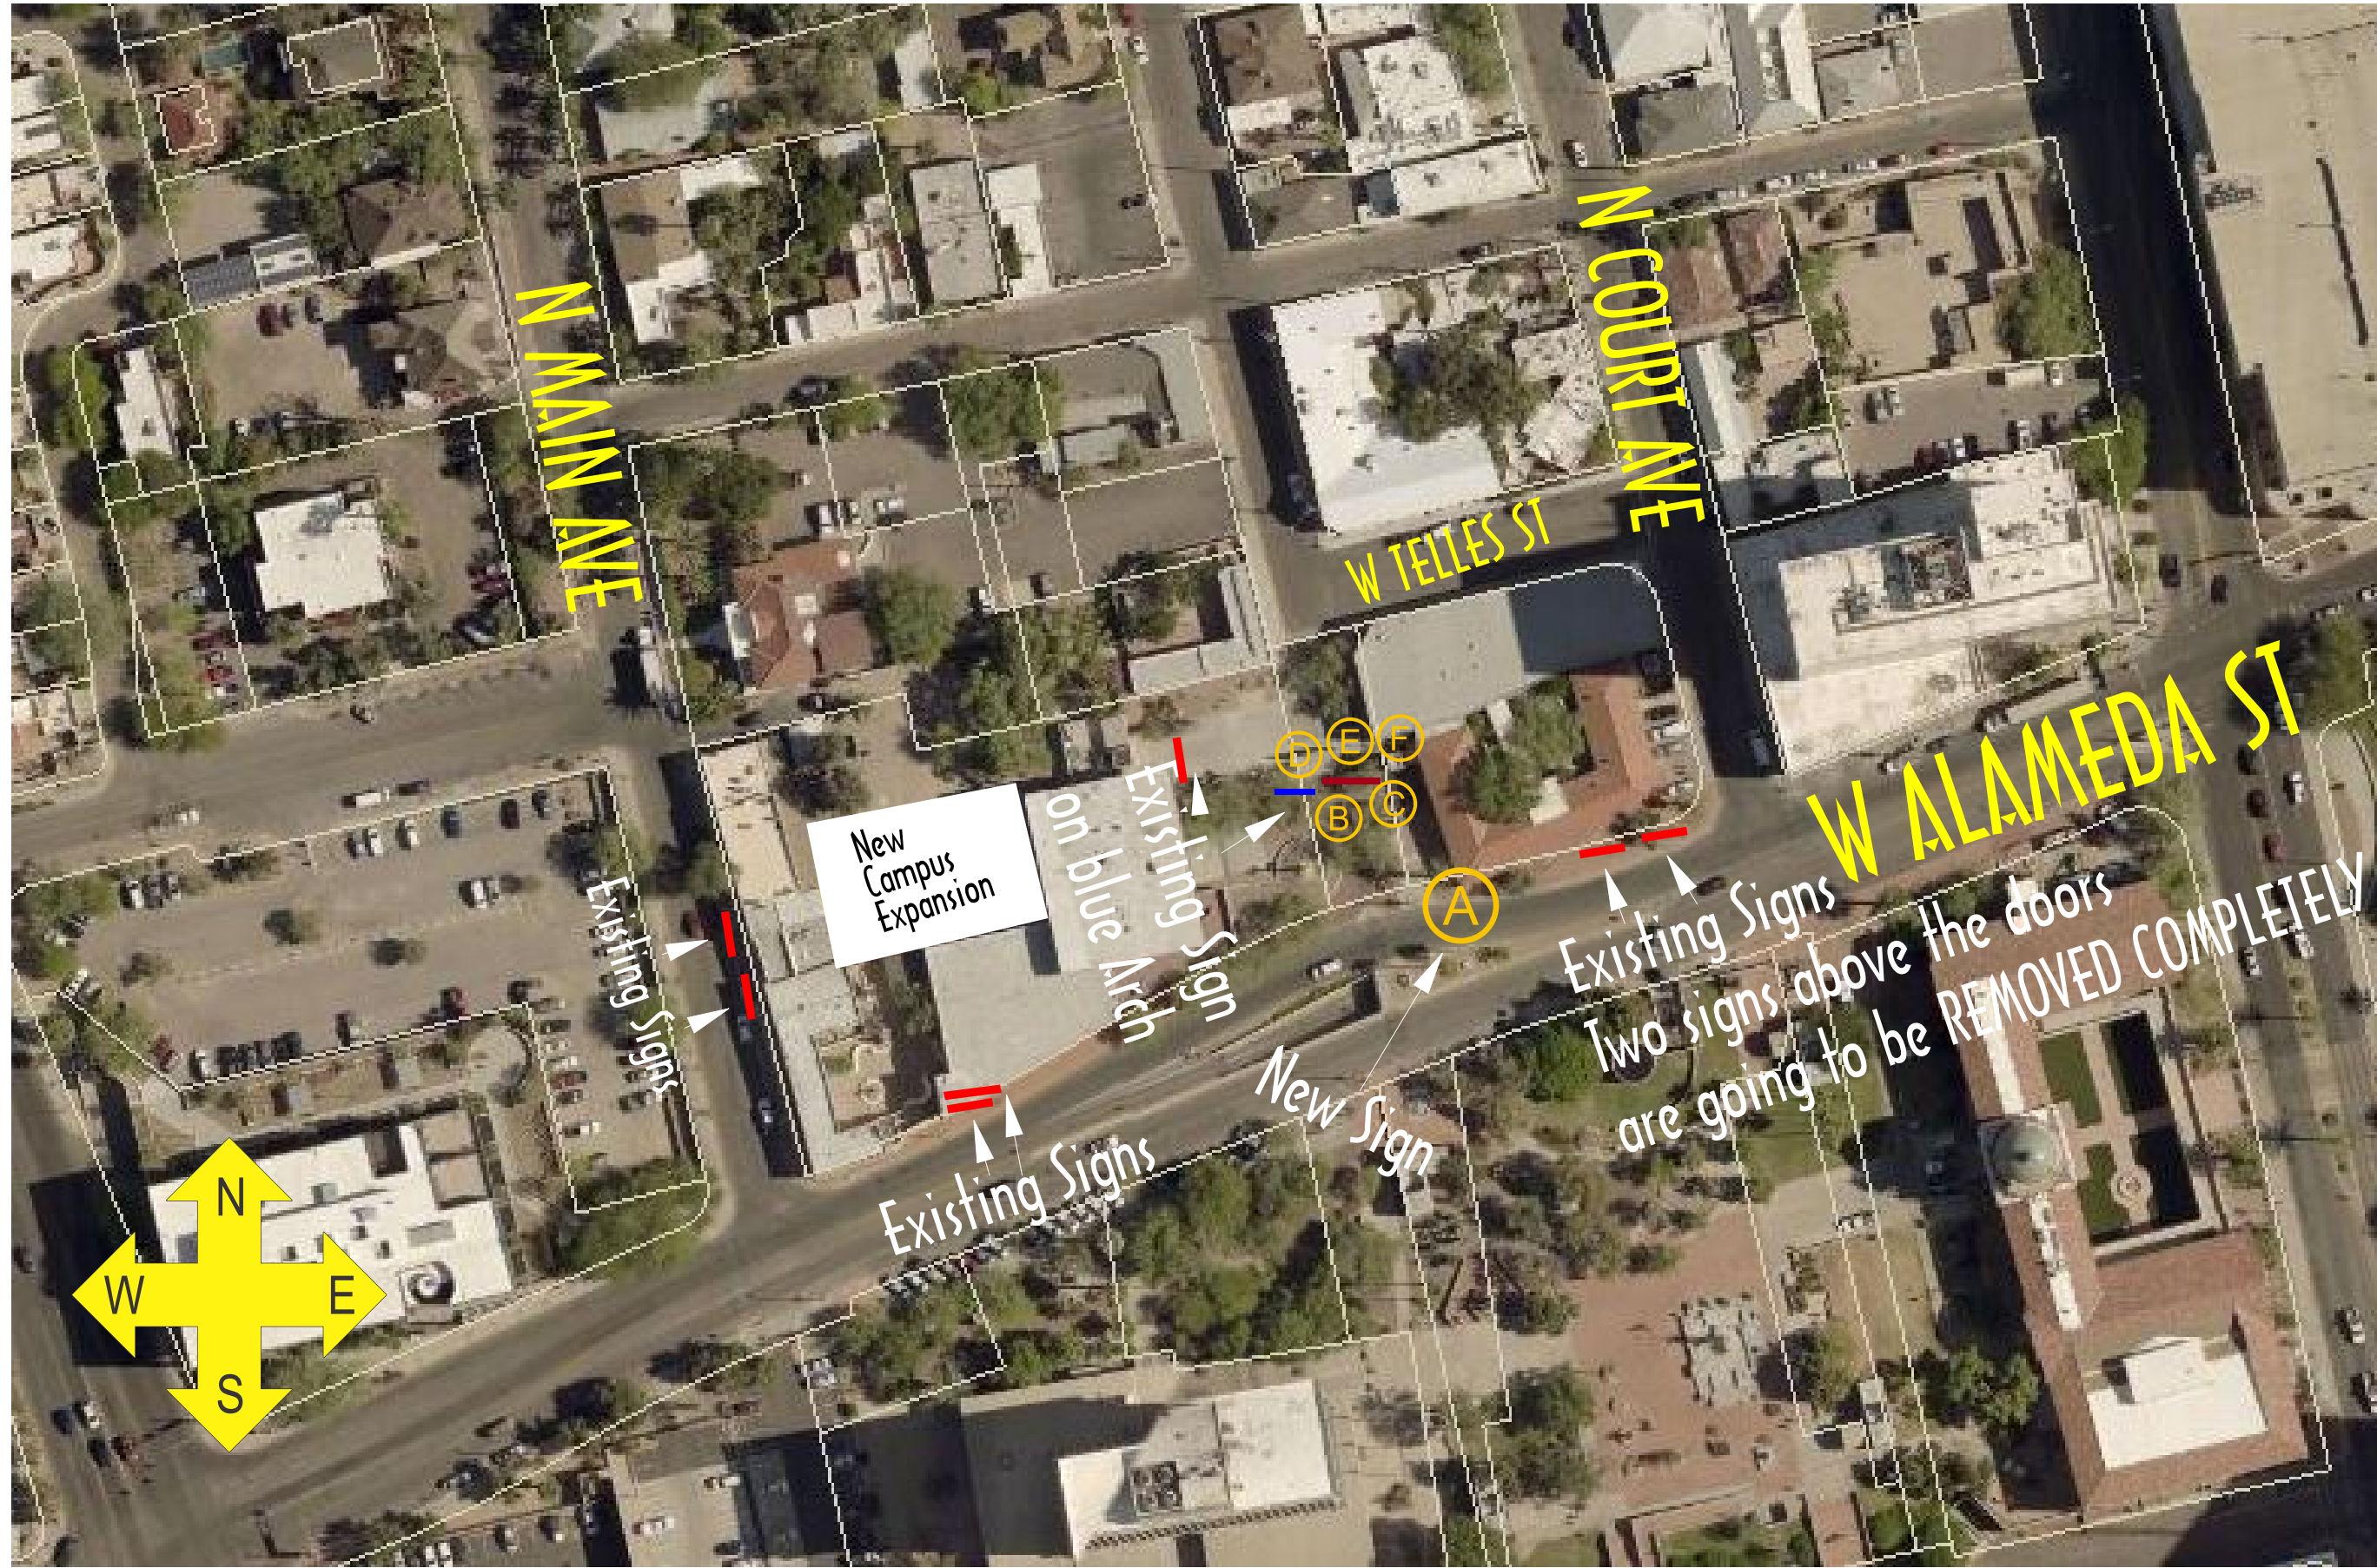 N MAIN AVE
N COURT AVE
W TELLES ST
W ALAMEDA ST
D
E
F
B
C
A
New
Campus
Expansion
Existing Sign
on blue Arch
Existing Signs
Existing Signs
Two signs above the doors
are going to be REMOVED COMPLETELY
New Sign
Existing Signs
N
W
E
S